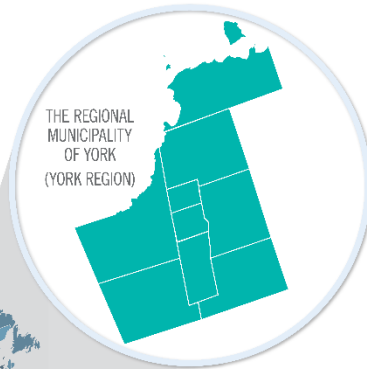 THE REGIONAL
MUNICIPALITY
OF YORK
(YORK REGION)